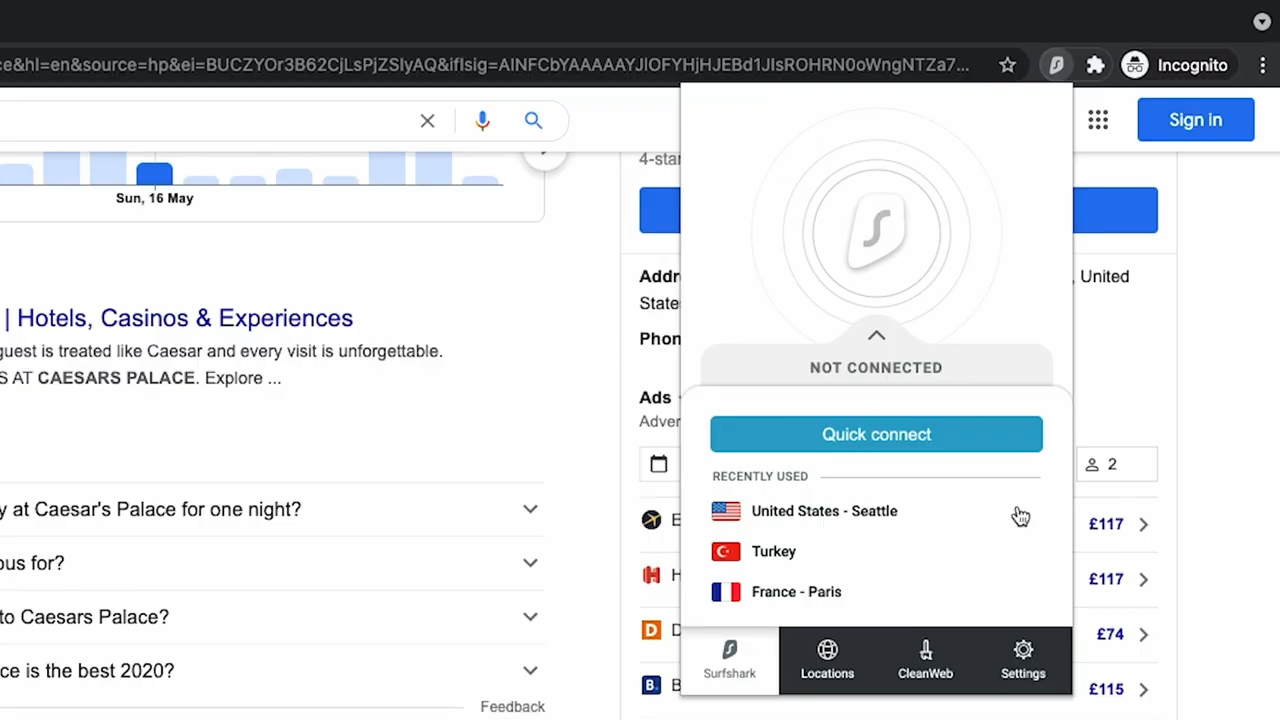 ce&hl=en&source=hp&ei=BUCZYOr3B62CjLsPjZSIyAQ&iflsig=AINFCbYAAAAAYJlOFYHjHJEBd1JIsROHRN0oWngNTZa7...
Incognito
Sign in
4-star
Sun, 16 May
Addr
, United
State
Phon
| Hotels, Casinos & Experiences
guest is treated like Caesar and every visit is unforgettable.
S AT CAESARS PALACE. Explore ...
NOT CONNECTED
Ads
Adver
Quick connect
2
RECENTLY USED
United States - Seattle
Turkey
France - Paris
y at Caesar's Palace for one night?
ous for?
to Caesars Palace?
ce is the best 2020?
Feedback
E
£117
H
£117
D D
£74
B. B
£115
Surfshark
Locations
CleanWeb
Settings